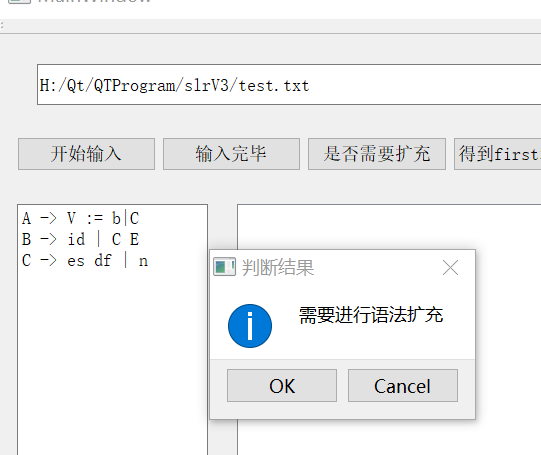 MainWindow
H:/Qt/QTProgram/slrV3/test.txt
开始输入
输入完毕
是否需要扩充
得到first
A -> V := b|C
B -> id | C E
C -> es df | n
判断结果
需要进行语法扩充
OK
Cancel